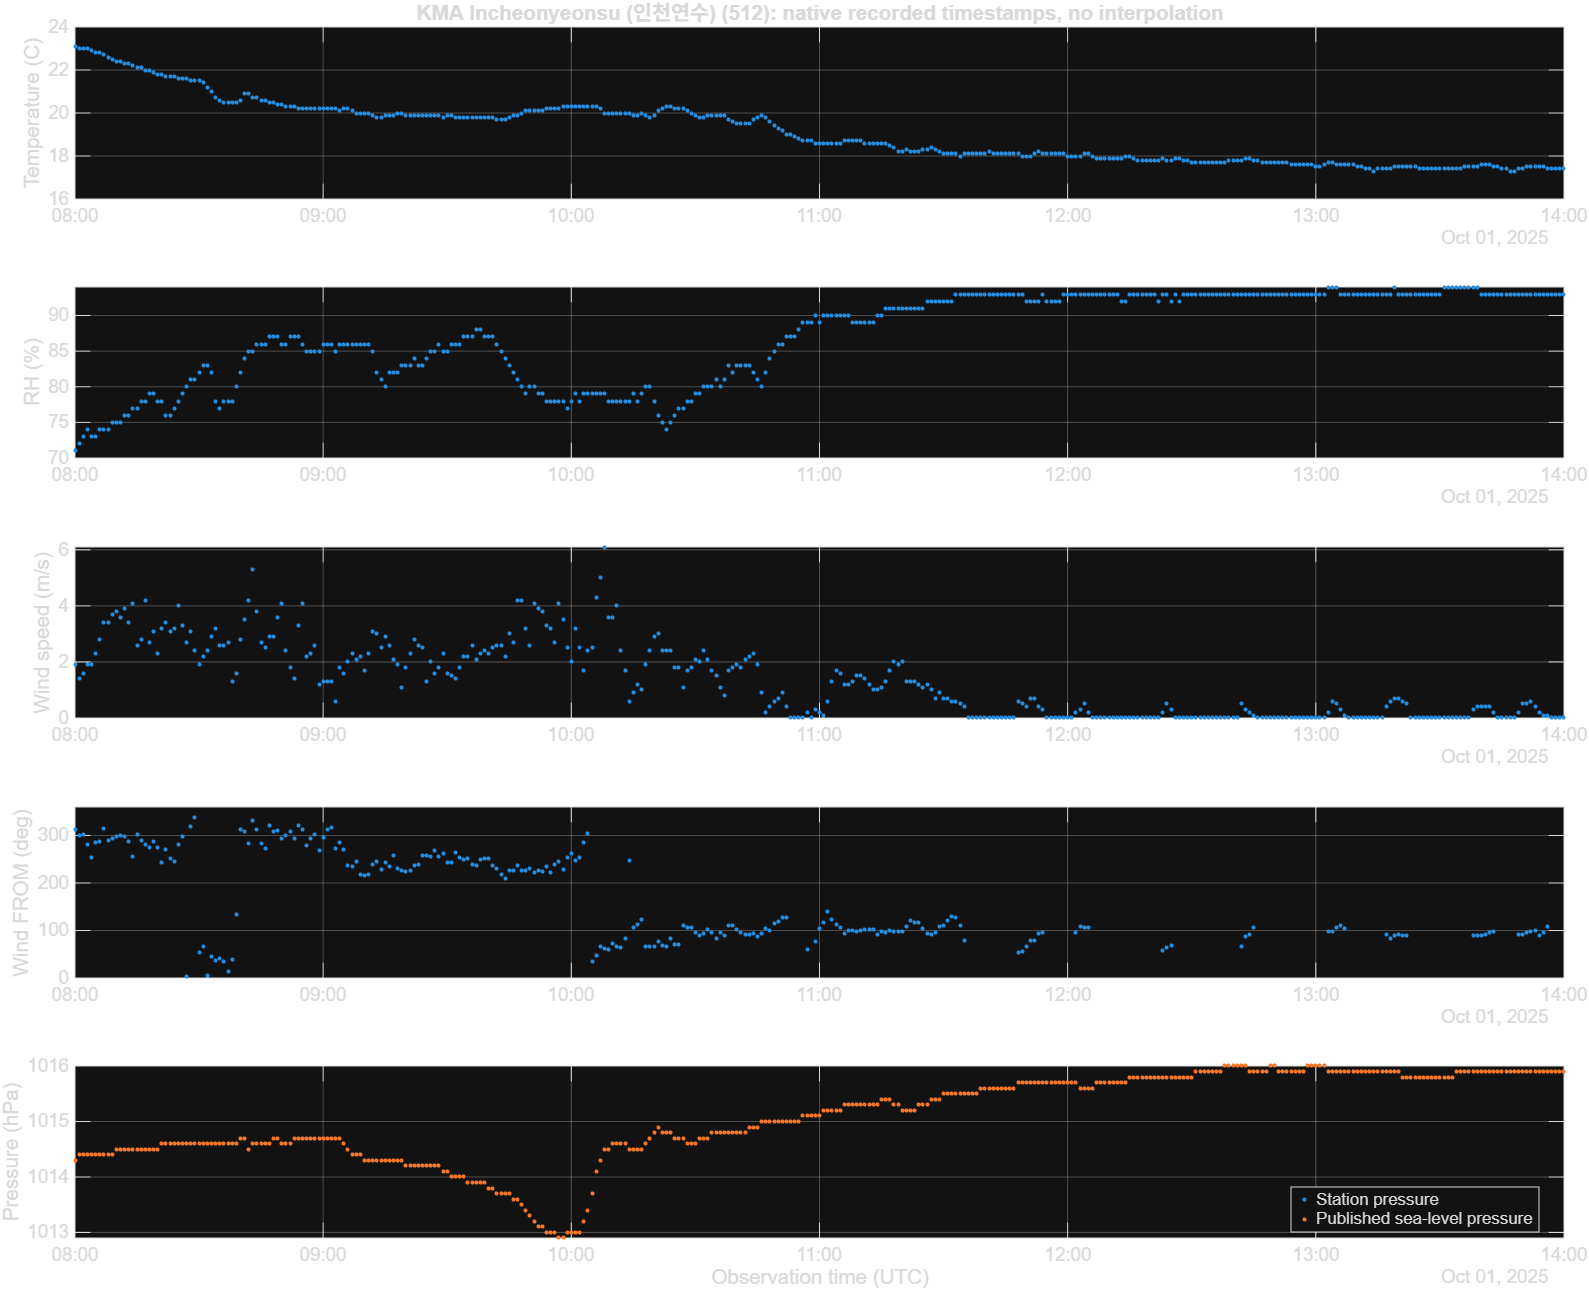 KMA Incheonyeonsu (인천연수) (512): native recorded timestamps, no interpolation
Temperature (C)
24
22
20
18
16
08:00 09:00 10:00 11:00 12:00 13:00 14:00
Oct 01, 2025
RH (%)
90
85
80
75
70
08:00 09:00 10:00 11:00 12:00 13:00 14:00
Oct 01, 2025
Wind speed (m/s)
6
4
2
0
08:00 09:00 10:00 11:00 12:00 13:00 14:00
Oct 01, 2025
Wind FROM (deg)
300
200
100
0
08:00 09:00 10:00 11:00 12:00 13:00 14:00
Oct 01, 2025
Pressure (hPa)
1016
1015
1014
1013
Station pressure
Published sea-level pressure
08:00 09:00 10:00 11:00 12:00 13:00 14:00
Observation time (UTC)
Oct 01, 2025